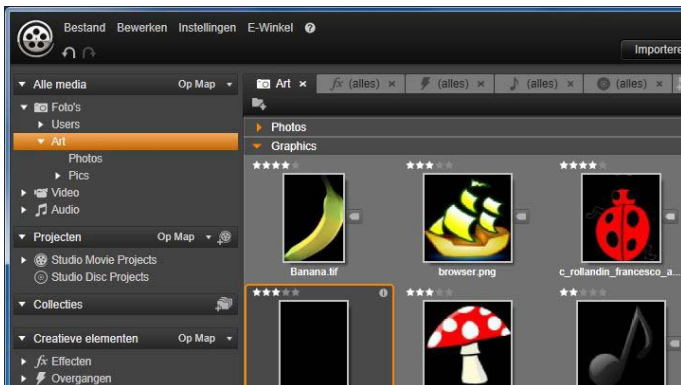 Bestand Bewerken Instellingen E-Winkel ?
Importere
Alle media Op Map
Foto's
Users
Art
Photos
Pics
Video
Audio
Projecten Op Map
Studio Movie Projects
Studio Disc Projects
Collecties
Creatieve elementen Op Map
fx Effecten
Overgangen
Art × fx (alles) × (alles) × (alles) × (alles) ×
Photos
Graphics
Banana.tif browser.png c_rollandin_francesco_a...